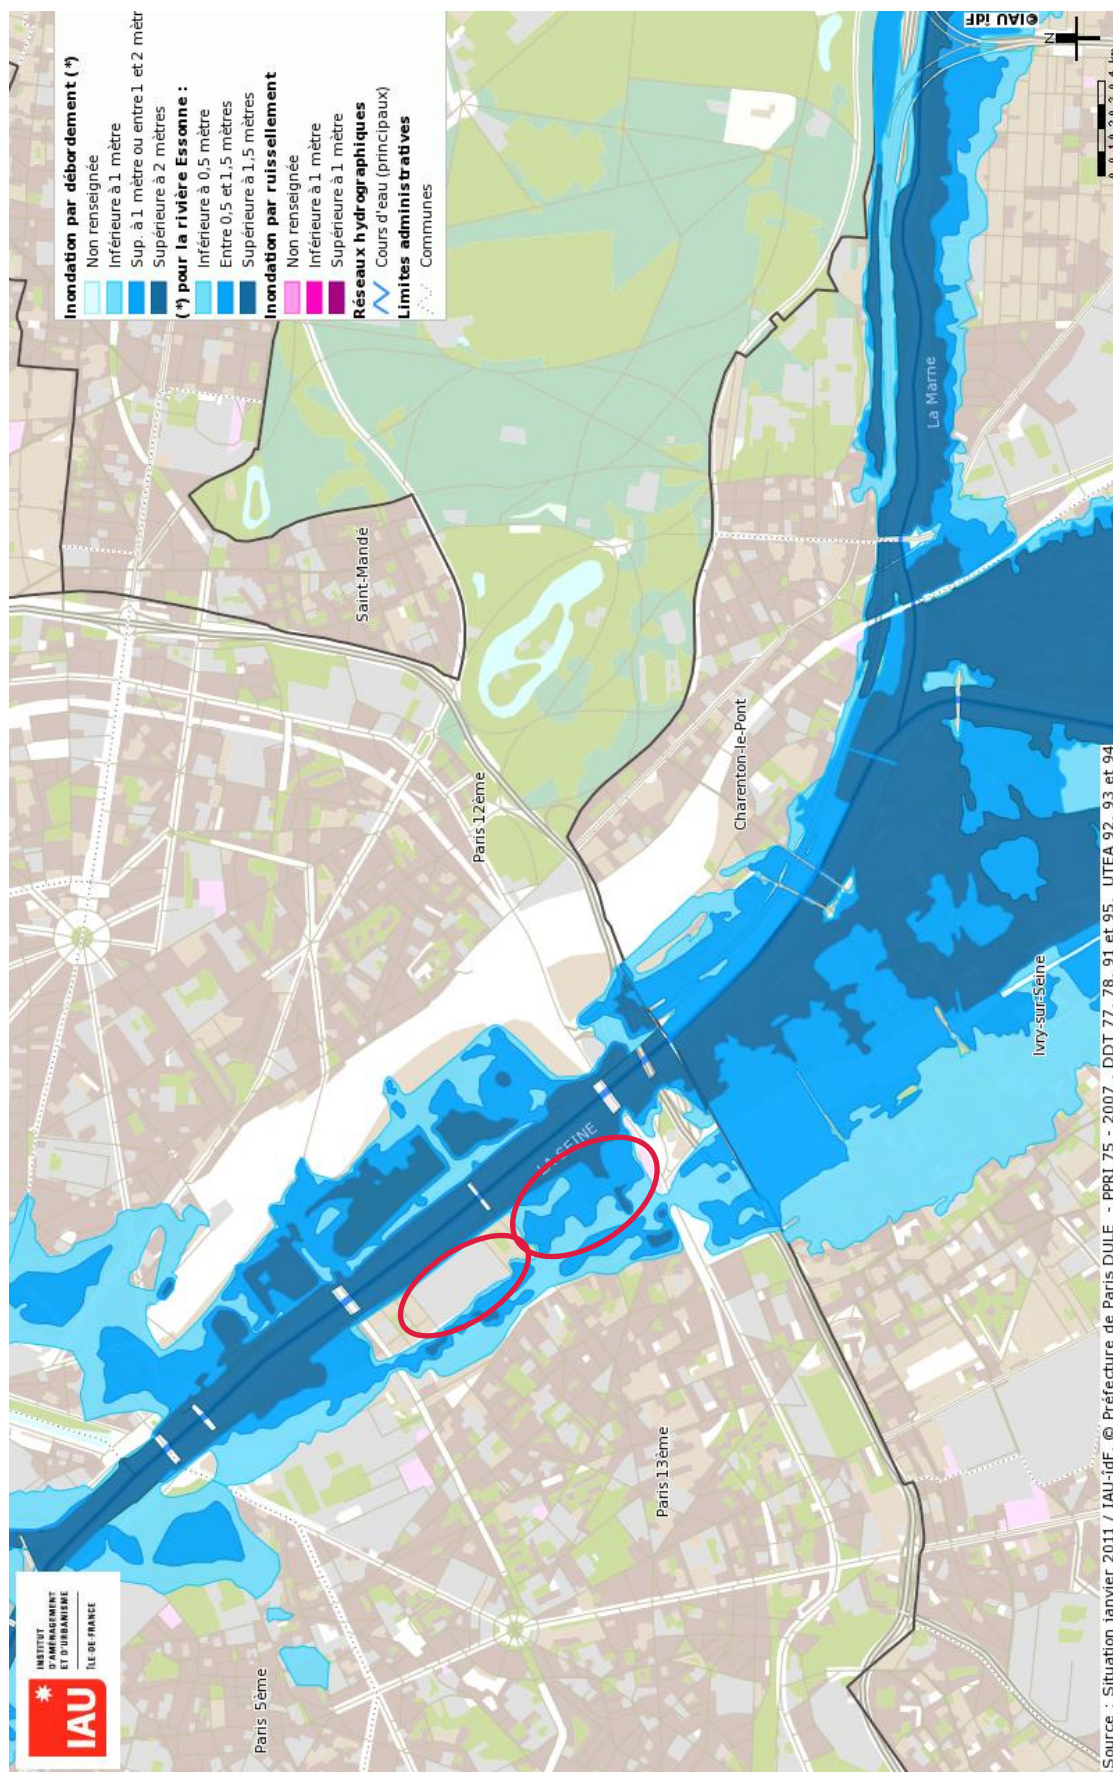 IAU
INSTITUT
D'AMÉNAGEMENT
ET D'URBANISME
ÎLE-DE-FRANCE
Inondation par débordement (*)
Non renseignée
Inférieure à 1 mètre
Sup. à 1 mètre ou entre 1 et 2 mètr
Supérieure à 2 mètres
(*) pour la rivière Essonne :
Inférieure à 0,5 mètre
Entre 0,5 et 1,5 mètres
Supérieure à 1,5 mètres
Inondation par ruissellement
Non renseignée
Inférieure à 1 mètre
Supérieure à 1 mètre
Réseaux hydrographiques
Cours d'eau (principaux)
Limites administratives
Communes
©IAU îdF
N
Saint-Mandé
Paris 12ème
Charenton-le-Pont
La Marne
LA SEINE
Ivry-sur-Seine
Paris 13ème
Paris 5ème
Source : Situation janvier 2011 / IAU-îdF, © Préfecture de Paris DULE - PPRI 75 - 2007 , DDT 77, 78, 91 et 95, UTEA 92, 93 et 94